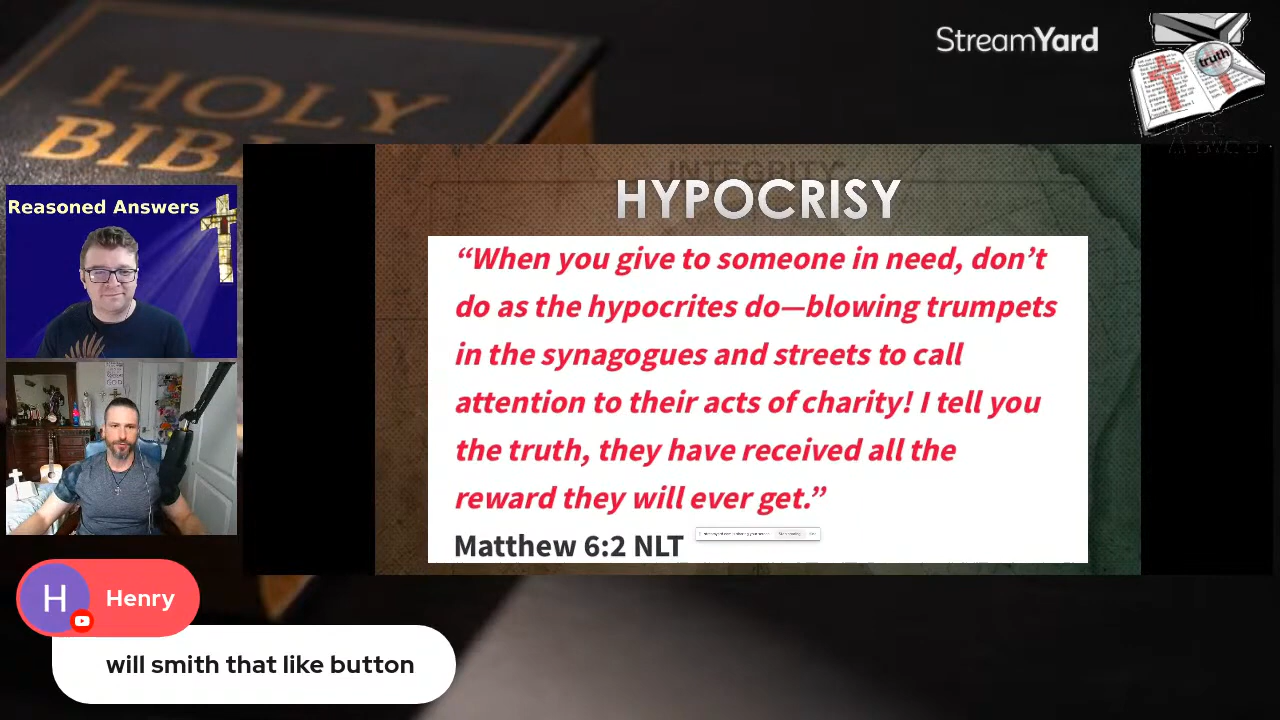 HOLY
BIBL
StreamYard
truth
Reasoned Answers
INTEGRITY
HYPOCRISY
“When you give to someone in need, don’t
do as the hypocrites do—blowing trumpets
in the synagogues and streets to call
attention to their acts of charity! I tell you
the truth, they have received all the
reward they will ever get.”
Matthew 6:2 NLT
H
Henry
will smith that like button